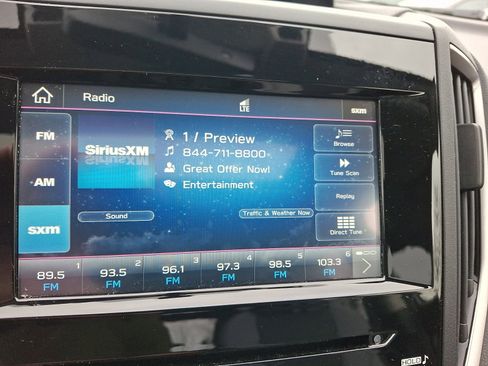 Radio
LTE
sxm
FM
AM
sxm
SiriusXM
1 / Preview
844-711-8800
Great Offer Now!
Entertainment
Sound
Traffic & Weather Now
Browse
Tune Scan
Replay
Direct Tune
1
89.5
FM
2
93.5
FM
3
96.1
FM
4
97.3
FM
5
98.5
FM
6
103.3
FM
HOLD